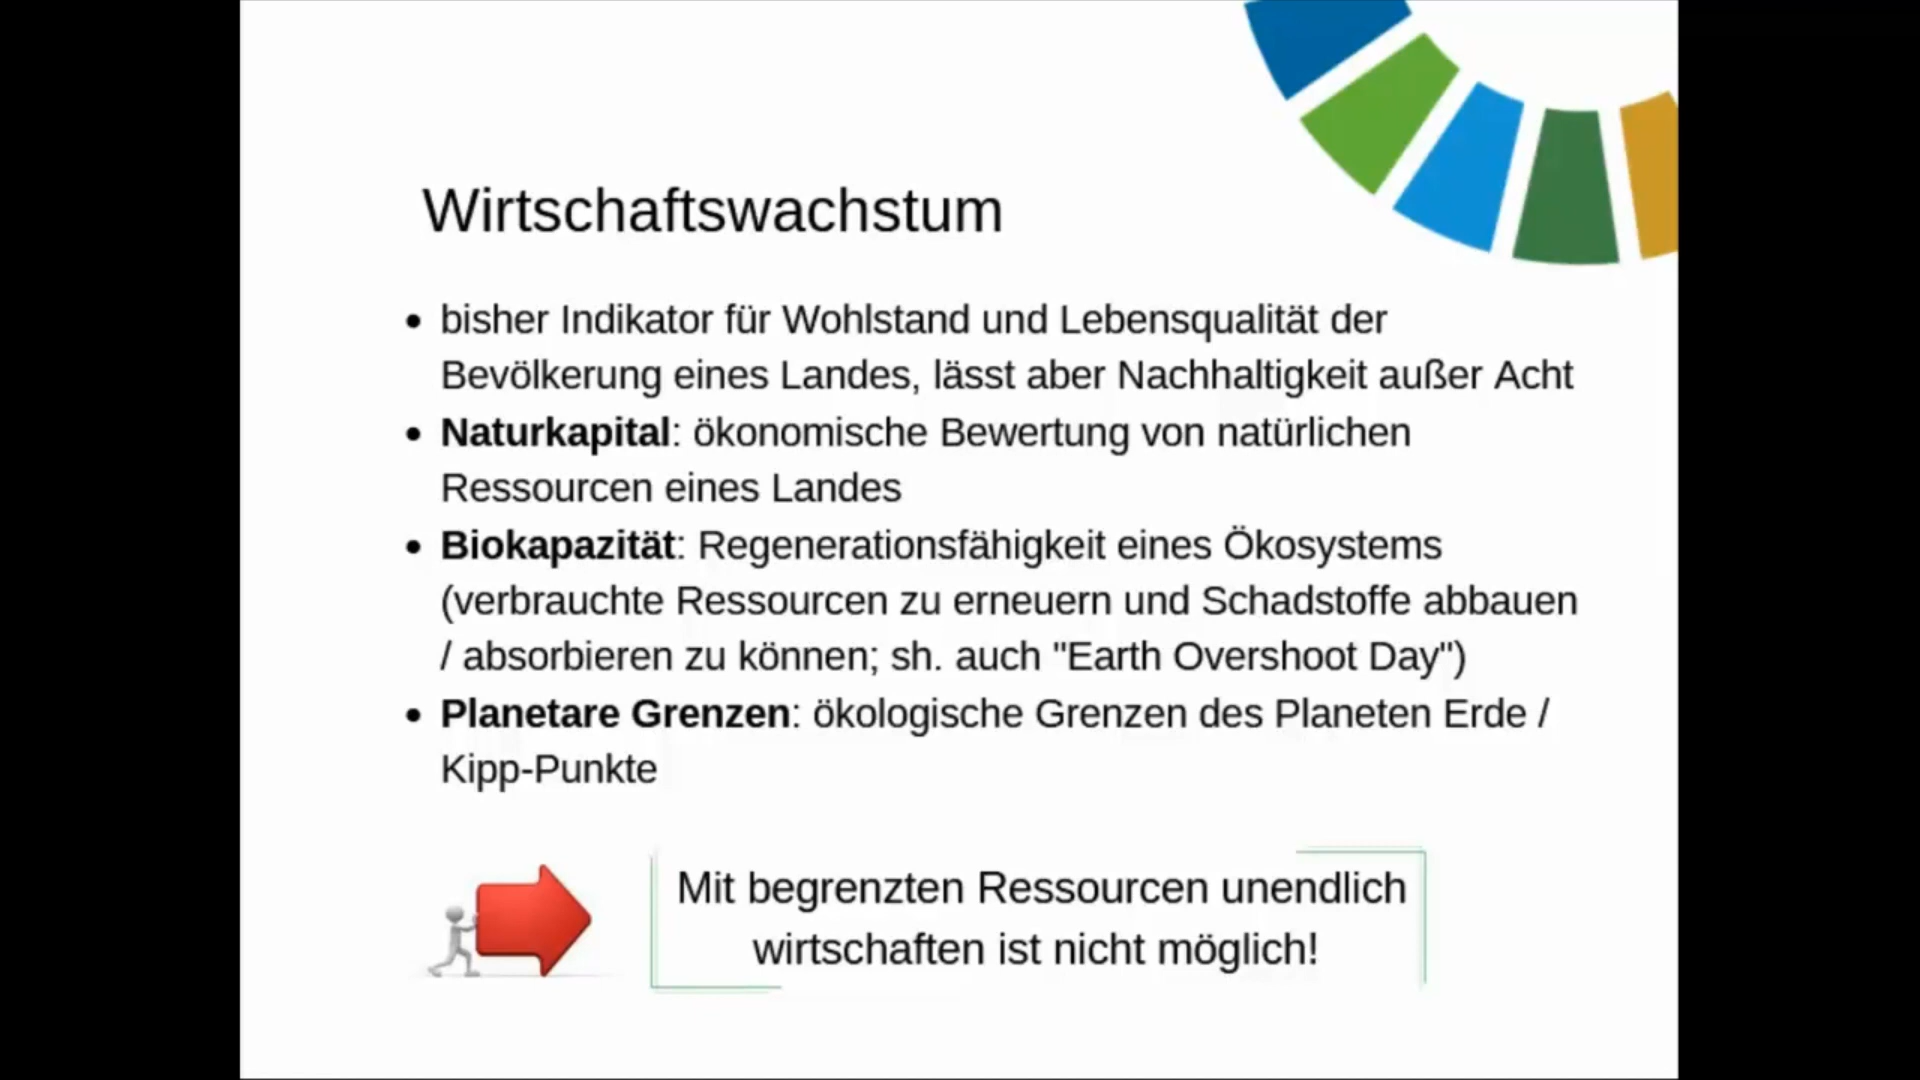 Wirtschaftswachstum
bisher Indikator für Wohlstand und Lebensqualität der
Bevölkerung eines Landes, lässt aber Nachhaltigkeit außer Acht
Naturkapital: ökonomische Bewertung von natürlichen
Ressourcen eines Landes
Biokapazität: Regenerationsfähigkeit eines Ökosystems
(verbrauchte Ressourcen zu erneuern und Schadstoffe abbauen
/ absorbieren zu können; sh. auch "Earth Overshoot Day")
Planetare Grenzen: ökologische Grenzen des Planeten Erde /
Kipp-Punkte
Mit begrenzten Ressourcen unendlich
wirtschaften ist nicht möglich!